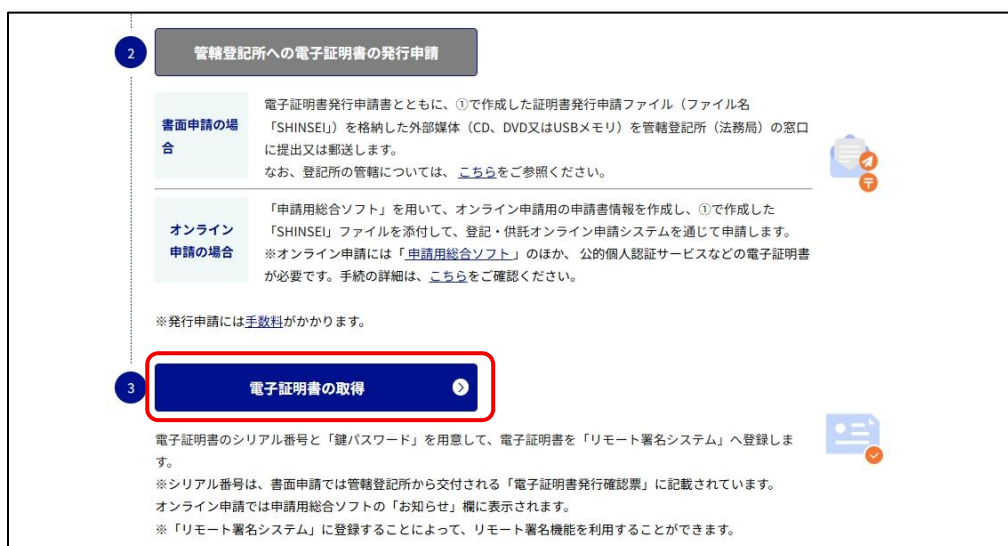 2
管轄登記所への電子証明書の発行申請
書面申請の場
合
電子証明書発行申請書とともに、①で作成した証明書発行申請ファイル（ファイル名
「SHINSEI」）を格納した外部媒体（CD、DVD又はUSBメモリ）を管轄登記所（法務局）の窓口
に提出又は郵送します。
なお、登記所の管轄については、 こちらをご参照ください。
オンライン
申請の場合
「申請用総合ソフト」を用いて、オンライン申請用の申請書情報を作成し、①で作成した
「SHINSEI」ファイルを添付して、登記・供託オンライン申請システムを通じて申請します。
※オンライン申請には「 申請用総合ソフト 」のほか、 公的個人認証サービスなどの電子証明書
が必要です。手続の詳細は、こちらをご確認ください。
※発行申請には手数料がかかります。
3
電子証明書の取得
電子証明書のシリアル番号と「鍵パスワード」を用意して、電子証明書を「リモート署名システム」へ登録しま
す。
※シリアル番号は、書面申請では管轄登記所から交付される「電子証明書発行確認票」に記載されています。
オンライン申請では申請用総合ソフトの「お知らせ」欄に表示されます。
※「リモート署名システム」に登録することによって、リモート署名機能を利用することができます。